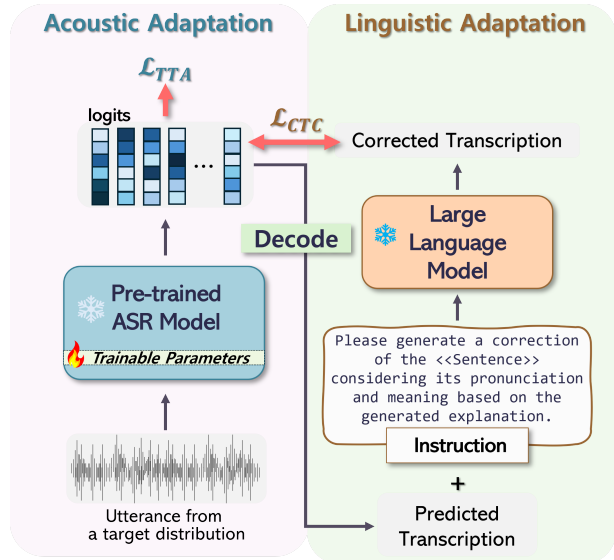 Acoustic Adaptation
ℒ_TTA
logits
...
Pre-trained
ASR Model
Trainable Parameters
Utterance from
a target distribution
Linguistic Adaptation
ℒ_CTC
Corrected Transcription
Decode
Large
Language
Model
Please generate a correction
of the <<Sentence>>
considering its pronunciation
and meaning based on the
generated explanation.
Instruction
+
Predicted
Transcription